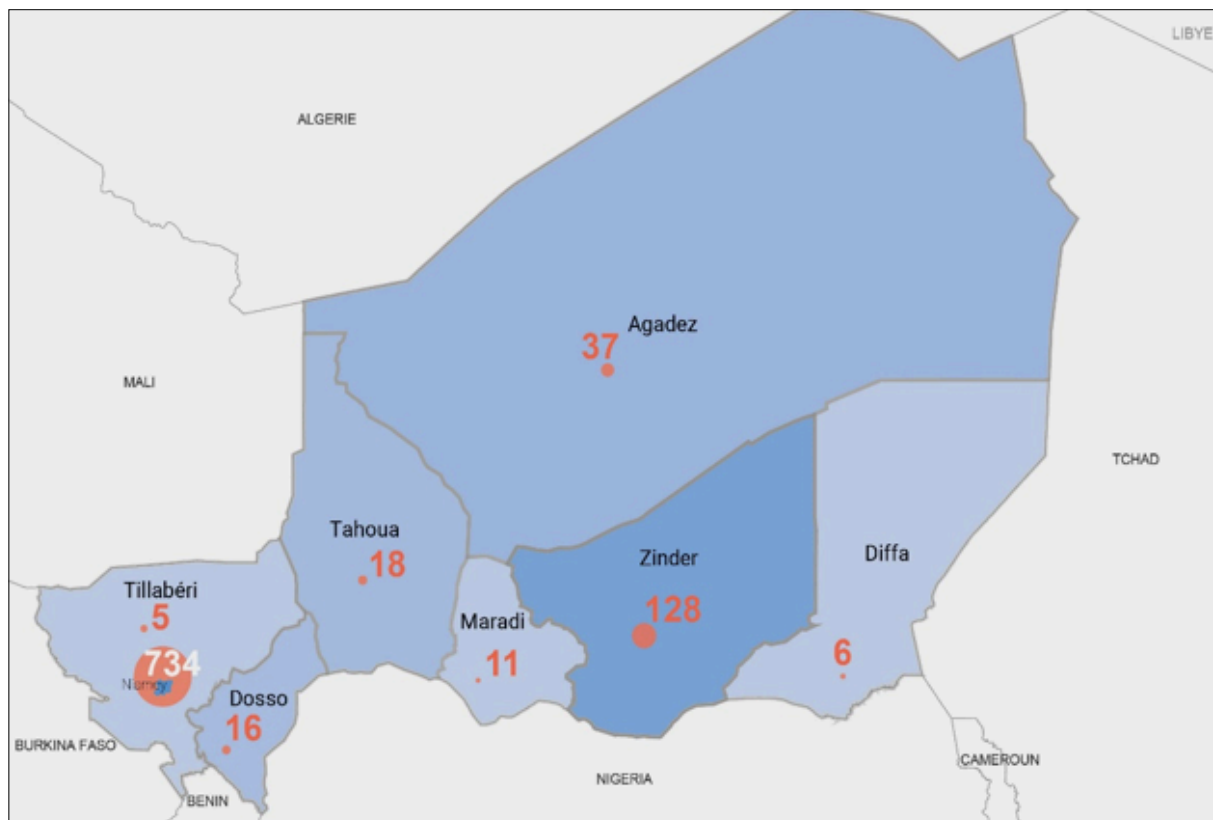 LIBYE
ALGERIE
Agadez
37
MALI
TCHAD
Tahoua
18
Zinder
128
Diffa
6
Tillabéri
5
734
Niamey
Maradi
11
Dosso
16
BURKINA FASO
BENIN
NIGERIA
CAMEROUN